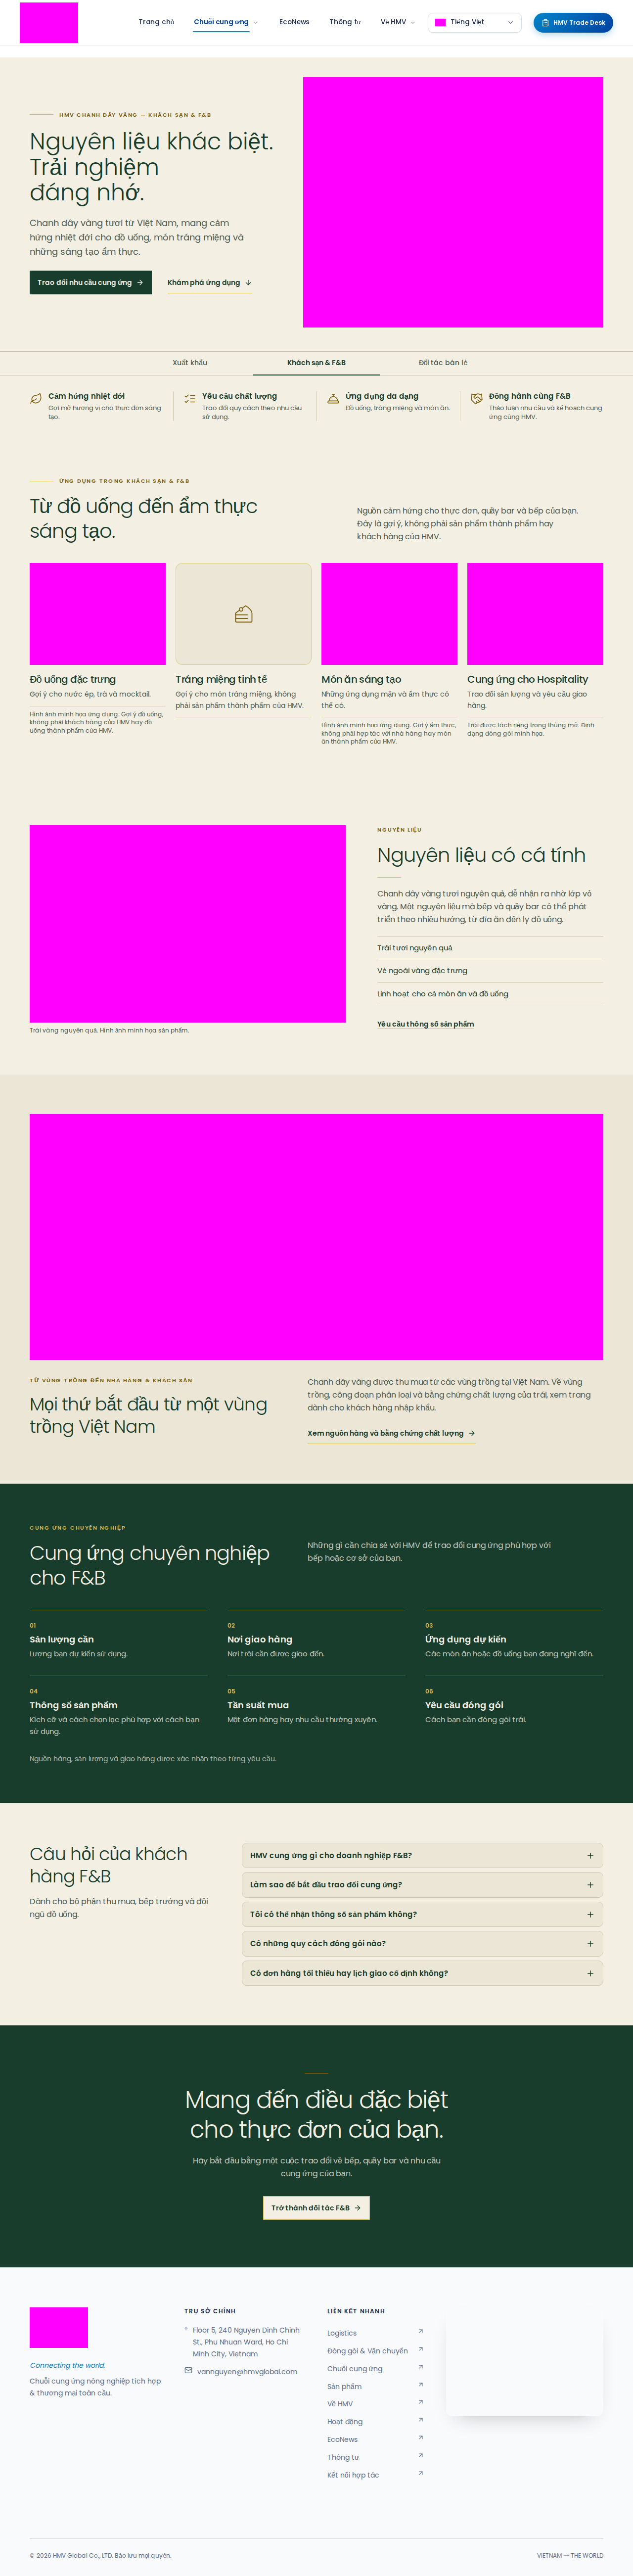 Trang chủ
Chuỗi cung ứng
EcoNews
Thông tư
Về HMV
Tiếng Việt
HMV Trade Desk
HMV CHANH DÂY VÀNG — KHÁCH SẠN & F&B
Nguyên liệu khác biệt.
Trải nghiệm
đáng nhớ.
Chanh dây vàng tươi từ Việt Nam, mang cảm
hứng nhiệt đới cho đồ uống, món tráng miệng và
những sáng tạo ẩm thực.
Trao đổi nhu cầu cung ứng
Khám phá ứng dụng
Xuất khẩu
Khách sạn & F&B
Đối tác bán lẻ
Cảm hứng nhiệt đới
Gợi mở hương vị cho thực đơn sáng
tạo.
Yêu cầu chất lượng
Trao đổi quy cách theo nhu cầu
sử dụng.
Ứng dụng đa dạng
Đồ uống, tráng miệng và món ăn.
Đồng hành cùng F&B
Thảo luận nhu cầu và kế hoạch cung
ứng cùng HMV.
ỨNG DỤNG TRONG KHÁCH SẠN & F&B
Từ đồ uống đến ẩm thực
sáng tạo.
Nguồn cảm hứng cho thực đơn, quầy bar và bếp của bạn.
Đây là gợi ý, không phải sản phẩm thành phẩm hay
khách hàng của HMV.
Đồ uống đặc trưng
Gợi ý cho nước ép, trà và mocktail.
Hình ảnh minh họa ứng dụng. Gợi ý đồ uống,
không phải khách hàng của HMV hay đồ
uống thành phẩm của HMV.
Tráng miệng tinh tế
Gợi ý cho món tráng miệng, không
phải sản phẩm thành phẩm của HMV.
Món ăn sáng tạo
Những ứng dụng mặn và ẩm thực có
thể có.
Hình ảnh minh họa ứng dụng. Gợi ý ẩm thực,
không phải hợp tác với nhà hàng hay món
ăn thành phẩm của HMV.
Cung ứng cho Hospitality
Trao đổi sản lượng và yêu cầu giao
hàng.
Trái được tách riêng trong thùng mở. Định
dạng đóng gói minh họa.
Trái vàng nguyên quả. Hình ảnh minh họa sản phẩm.
NGUYÊN LIỆU
Nguyên liệu có cá tính
Chanh dây vàng tươi nguyên quả, dễ nhận ra nhờ lớp vỏ
vàng. Một nguyên liệu mà bếp và quầy bar có thể phát
triển theo nhiều hướng, từ đĩa ăn đến ly đồ uống.
Trái tươi nguyên quả
Vẻ ngoài vàng đặc trưng
Linh hoạt cho cả món ăn và đồ uống
Yêu cầu thông số sản phẩm
TỪ VÙNG TRỒNG ĐẾN NHÀ HÀNG & KHÁCH SẠN
Mọi thứ bắt đầu từ một vùng
trồng Việt Nam
Chanh dây vàng được thu mua từ các vùng trồng tại Việt Nam. Về vùng
trồng, công đoạn phân loại và bằng chứng chất lượng của trái, xem trang
dành cho khách hàng nhập khẩu.
Xem nguồn hàng và bằng chứng chất lượng
CUNG ỨNG CHUYÊN NGHIỆP
Cung ứng chuyên nghiệp
cho F&B
Những gì cần chia sẻ với HMV để trao đổi cung ứng phù hợp với
bếp hoặc cơ sở của bạn.
01
Sản lượng cần
Lượng bạn dự kiến sử dụng.
02
Nơi giao hàng
Nơi trái cần được giao đến.
03
Ứng dụng dự kiến
Các món ăn hoặc đồ uống bạn đang nghĩ đến.
04
Thông số sản phẩm
Kích cỡ và cách chọn lọc phù hợp với cách bạn
sử dụng.
05
Tần suất mua
Một đơn hàng hay nhu cầu thường xuyên.
06
Yêu cầu đóng gói
Cách bạn cần đóng gói trái.
Nguồn hàng, sản lượng và giao hàng được xác nhận theo từng yêu cầu.
Câu hỏi của khách
hàng F&B
Dành cho bộ phận thu mua, bếp trưởng và đội
ngũ đồ uống.
HMV cung ứng gì cho doanh nghiệp F&B?
Làm sao để bắt đầu trao đổi cung ứng?
Tôi có thể nhận thông số sản phẩm không?
Có những quy cách đóng gói nào?
Có đơn hàng tối thiểu hay lịch giao cố định không?
Mang đến điều đặc biệt
cho thực đơn của bạn.
Hãy bắt đầu bằng một cuộc trao đổi về bếp, quầy bar và nhu cầu
cung ứng của bạn.
Trở thành đối tác F&B
Connecting the world.
Chuỗi cung ứng nông nghiệp tích hợp
& thương mại toàn cầu.
TRỤ SỞ CHÍNH
Floor 5, 240 Nguyen Dinh Chinh
St., Phu Nhuan Ward, Ho Chi
Minh City, Vietnam
vannguyen@hmvglobal.com
LIÊN KẾT NHANH
Logistics
Đóng gói & Vận chuyển
Chuỗi cung ứng
Sản phẩm
Về HMV
Hoạt động
EcoNews
Thông tư
Kết nối hợp tác
© 2026 HMV Global Co., LTD. Bảo lưu mọi quyền.
VIETNAM → THE WORLD